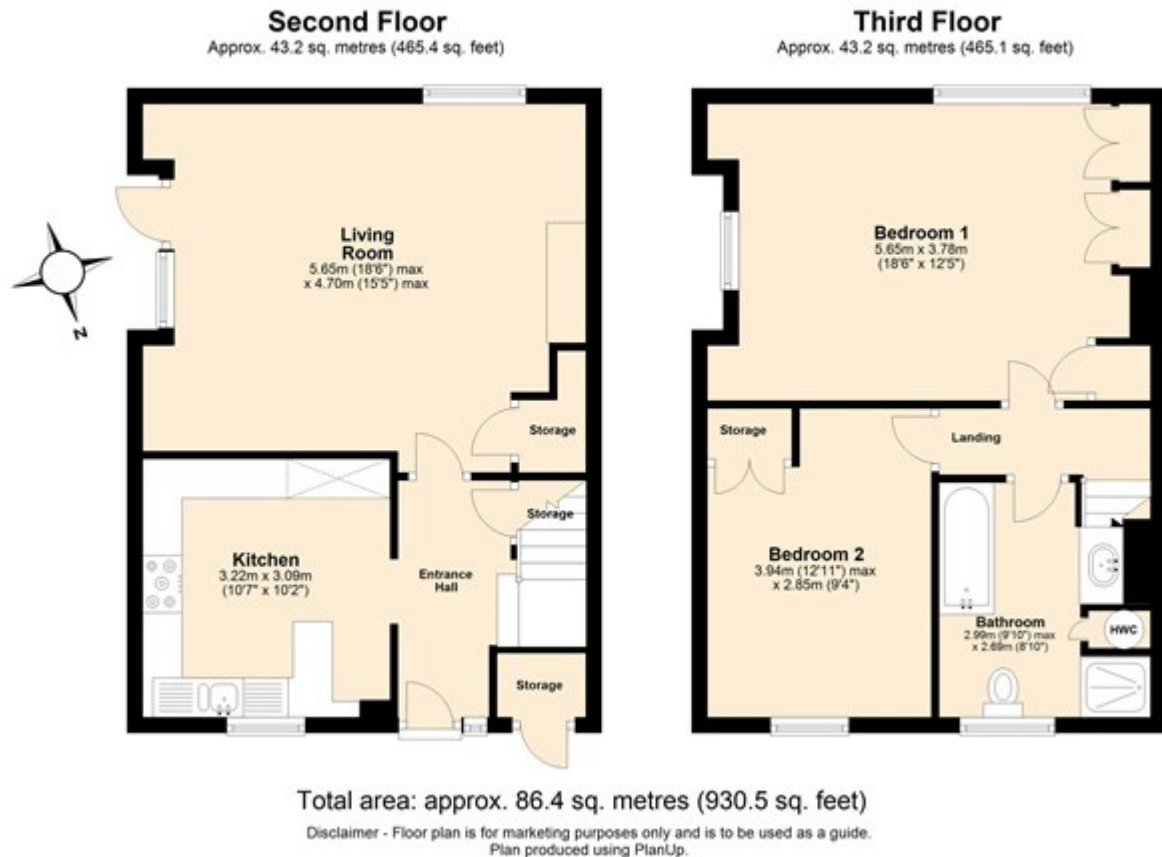 Second Floor
Approx. 43.2 sq. metres (465.4 sq. feet)
Living
Room
5.65m (18'6") max
x 4.70m (15'5") max
Storage
Storage
Kitchen
3.22m x 3.09m
(10'7" x 10'2")
Entrance
Hall
Storage
N
Third Floor
Approx. 43.2 sq. metres (465.1 sq. feet)
Bedroom 1
5.65m x 3.78m
(18'6" x 12'5")
Storage
Landing
Bedroom 2
3.94m (12'11") max
x 2.85m (9'4")
Bathroom
2.99m (9'10") max
x 2.69m (8'10")
HWC
Total area: approx. 86.4 sq. metres (930.5 sq. feet)
Disclaimer - Floor plan is for marketing purposes only and is to be used as a guide.
Plan produced using PlanUp.